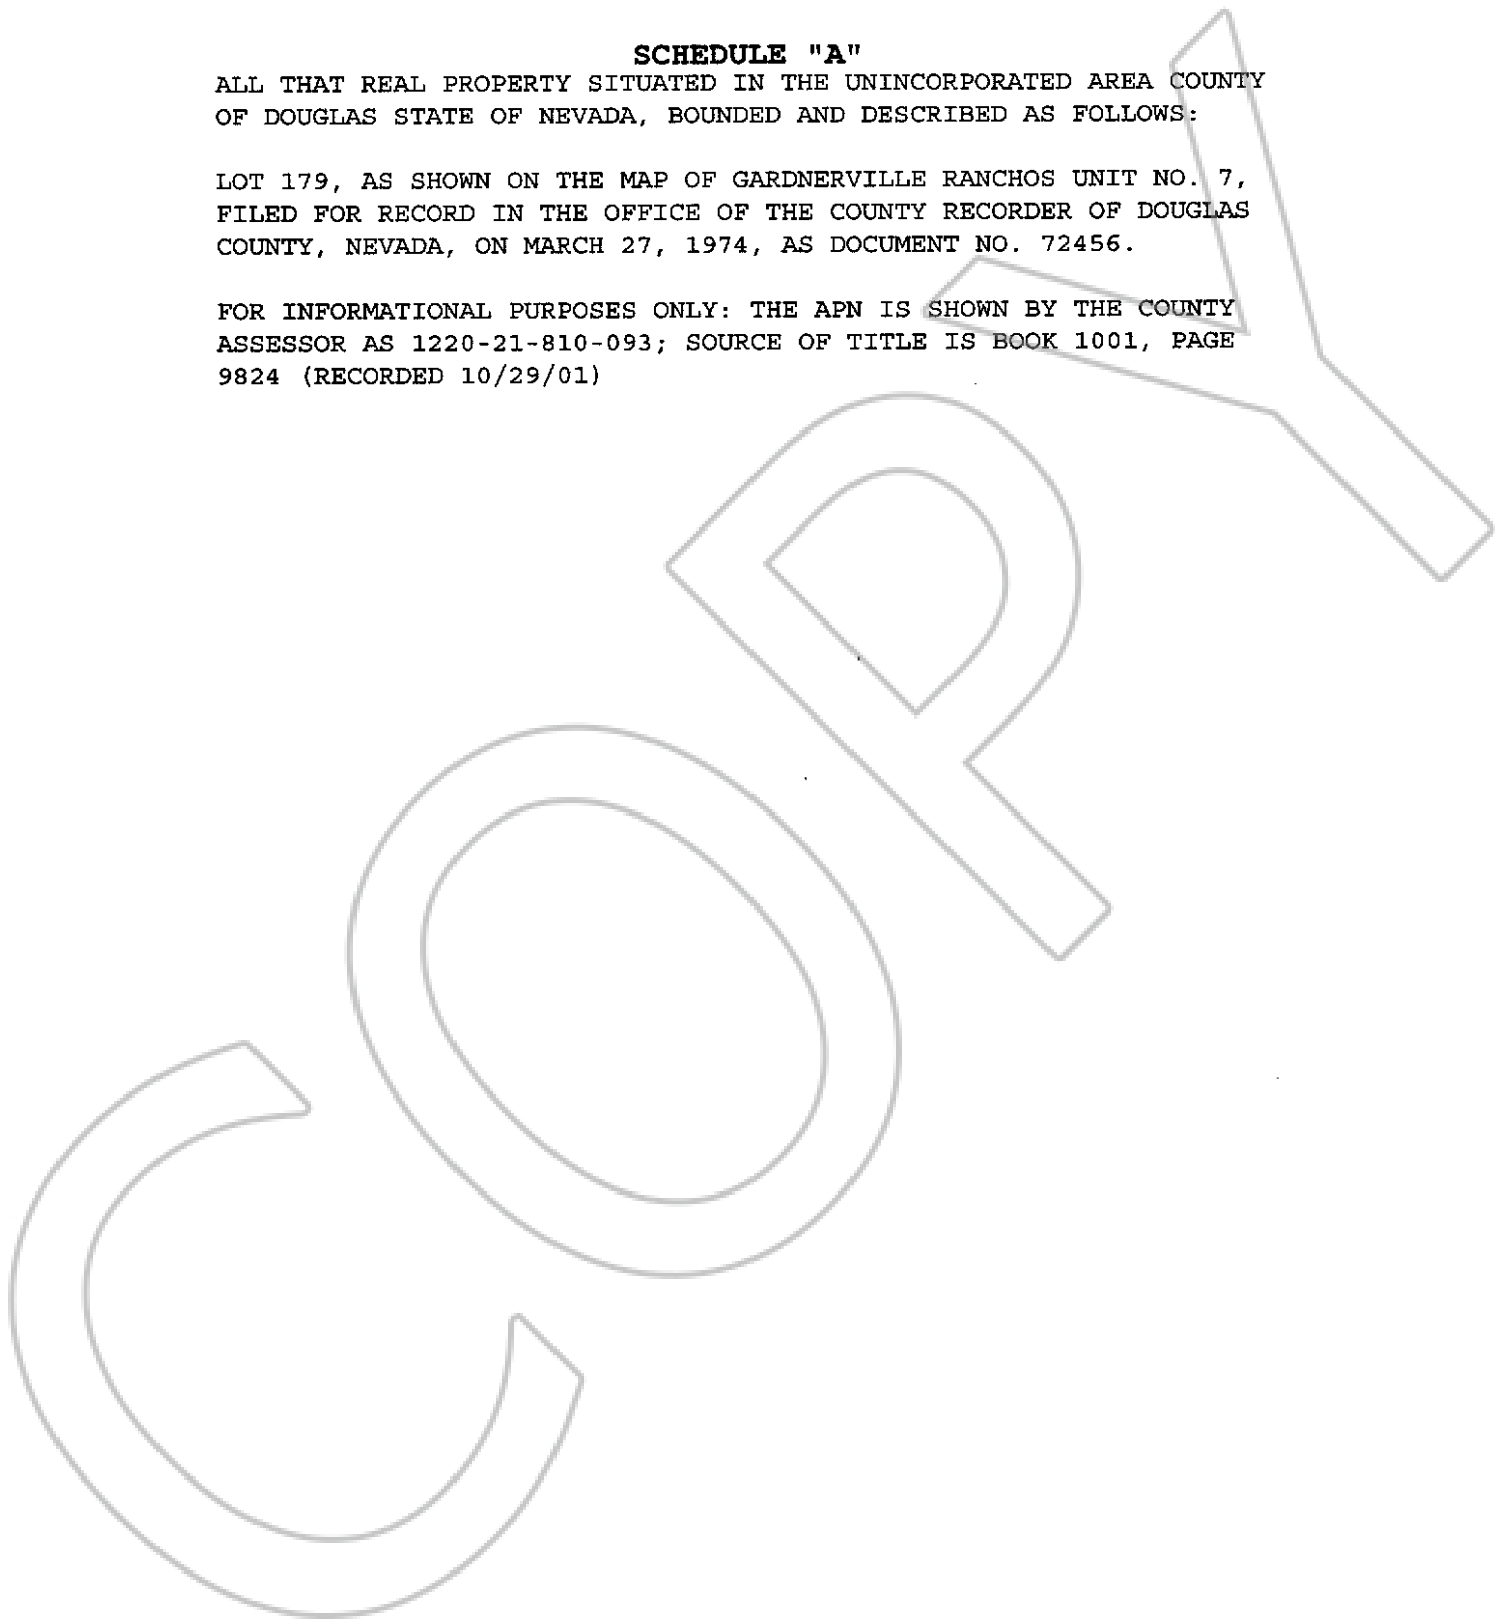 SCHEDULE "A"
ALL THAT REAL PROPERTY SITUATED IN THE UNINCORPORATED AREA COUNTY
OF DOUGLAS STATE OF NEVADA, BOUNDED AND DESCRIBED AS FOLLOWS:
LOT 179, AS SHOWN ON THE MAP OF GARDNERVILLE RANCHOS UNIT NO. 7,
FILED FOR RECORD IN THE OFFICE OF THE COUNTY RECORDER OF DOUGLAS
COUNTY, NEVADA, ON MARCH 27, 1974, AS DOCUMENT NO. 72456.
FOR INFORMATIONAL PURPOSES ONLY: THE APN IS SHOWN BY THE COUNTY
ASSESSOR AS 1220-21-810-093; SOURCE OF TITLE IS BOOK 1001, PAGE
9824 (RECORDED 10/29/01)
COPY